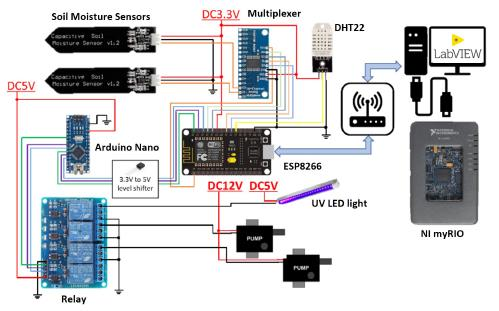 Soil Moisture Sensors
DC3.3V
Multiplexer
DHT22
Capacitive Soil
Moisture Sensor v1.2
Capacitive Soil
Moisture Sensor v1.2
LabVIEW
DC5V
Arduino Nano
3.3V to 5V
level shifter
ESP8266
DC12V
DC5V
UV LED light
NI myRIO
PUMP
PUMP
Relay